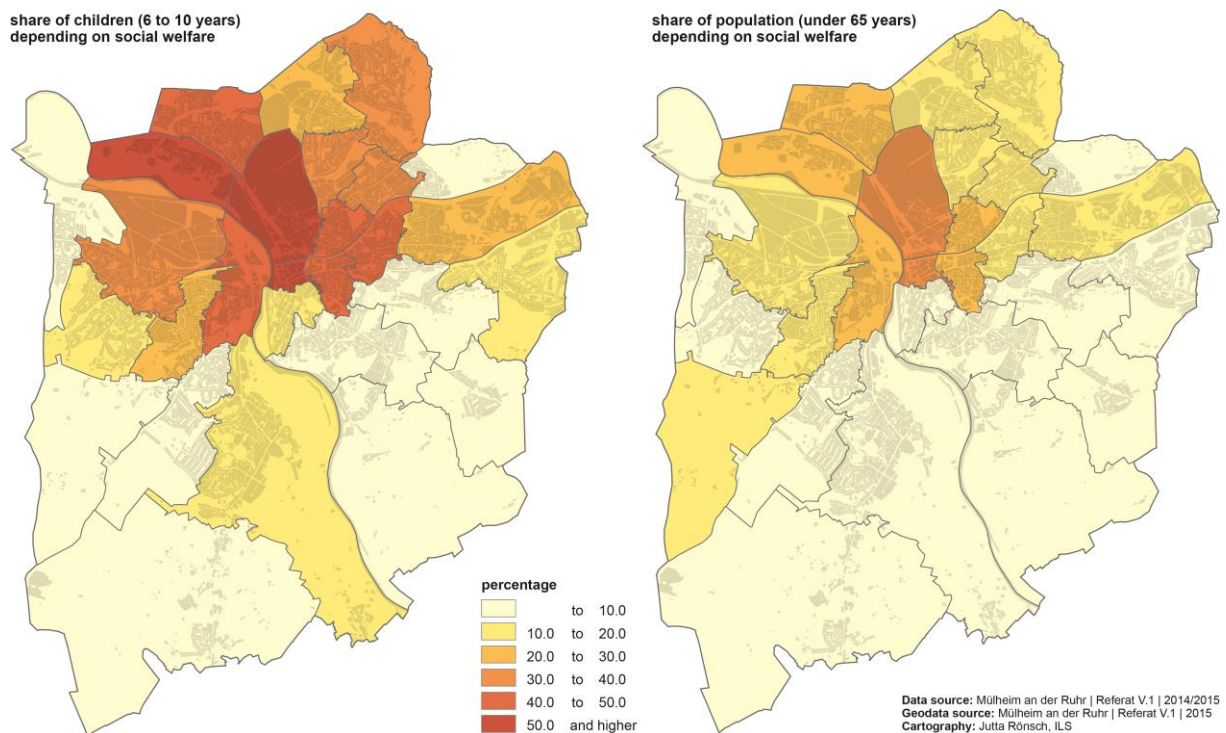 share of children (6 to 10 years)
depending on social welfare
share of population (under 65 years)
depending on social welfare
percentage
to 10.0
10.0 to 20.0
20.0 to 30.0
30.0 to 40.0
40.0 to 50.0
50.0 and higher
Data source: Mülheim an der Ruhr | Referat V.1 | 2014/2015
Geodata source: Mülheim an der Ruhr | Referat V.1 | 2015
Cartography: Jutta Rönsch, ILS